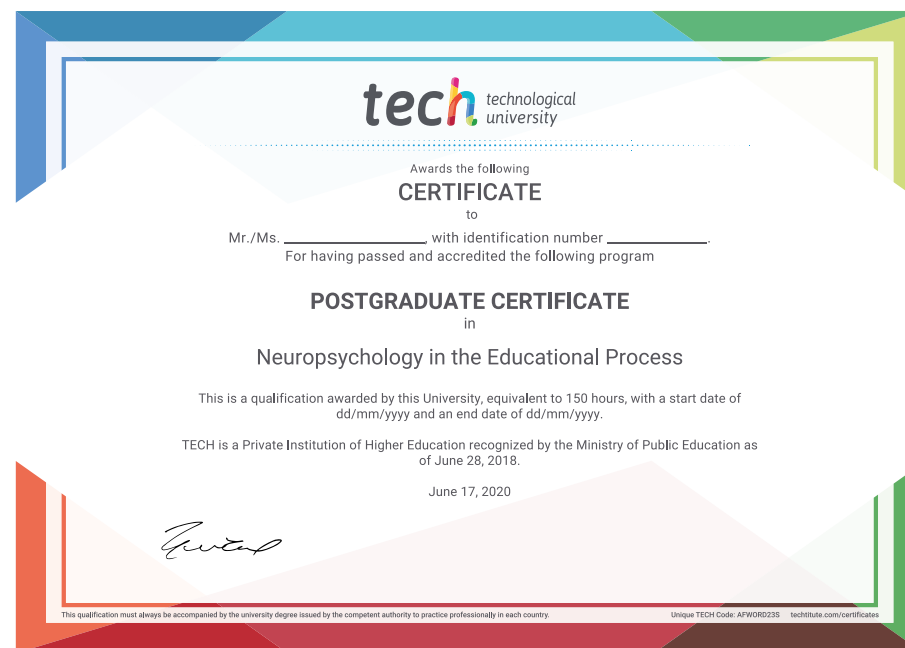 tech technological
university
Awards the following
CERTIFICATE
to
Mr./Ms. ____________________, with identification number ______________.
For having passed and accredited the following program
POSTGRADUATE CERTIFICATE
in
Neuropsychology in the Educational Process
This is a qualification awarded by this University, equivalent to 150 hours, with a start date of
dd/mm/yyyy and an end date of dd/mm/yyyy.
TECH is a Private Institution of Higher Education recognized by the Ministry of Public Education as
of June 28, 2018.
June 17, 2020
This qualification must always be accompanied by the university degree issued by the competent authority to practice professionally in each country. Unique TECH Code: AFWORD23S techtitute.com/certificates